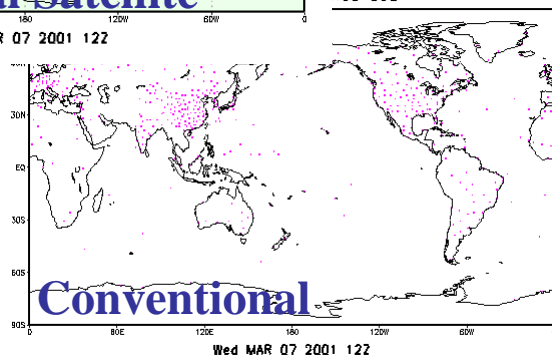 Satellite
180 120W 60W 0
R 07 2001 12Z
30N
EQ
30S
60S
Conventional
90S
0 60E 120E 180 120W 60W
Wed MAR 07 2001 12Z